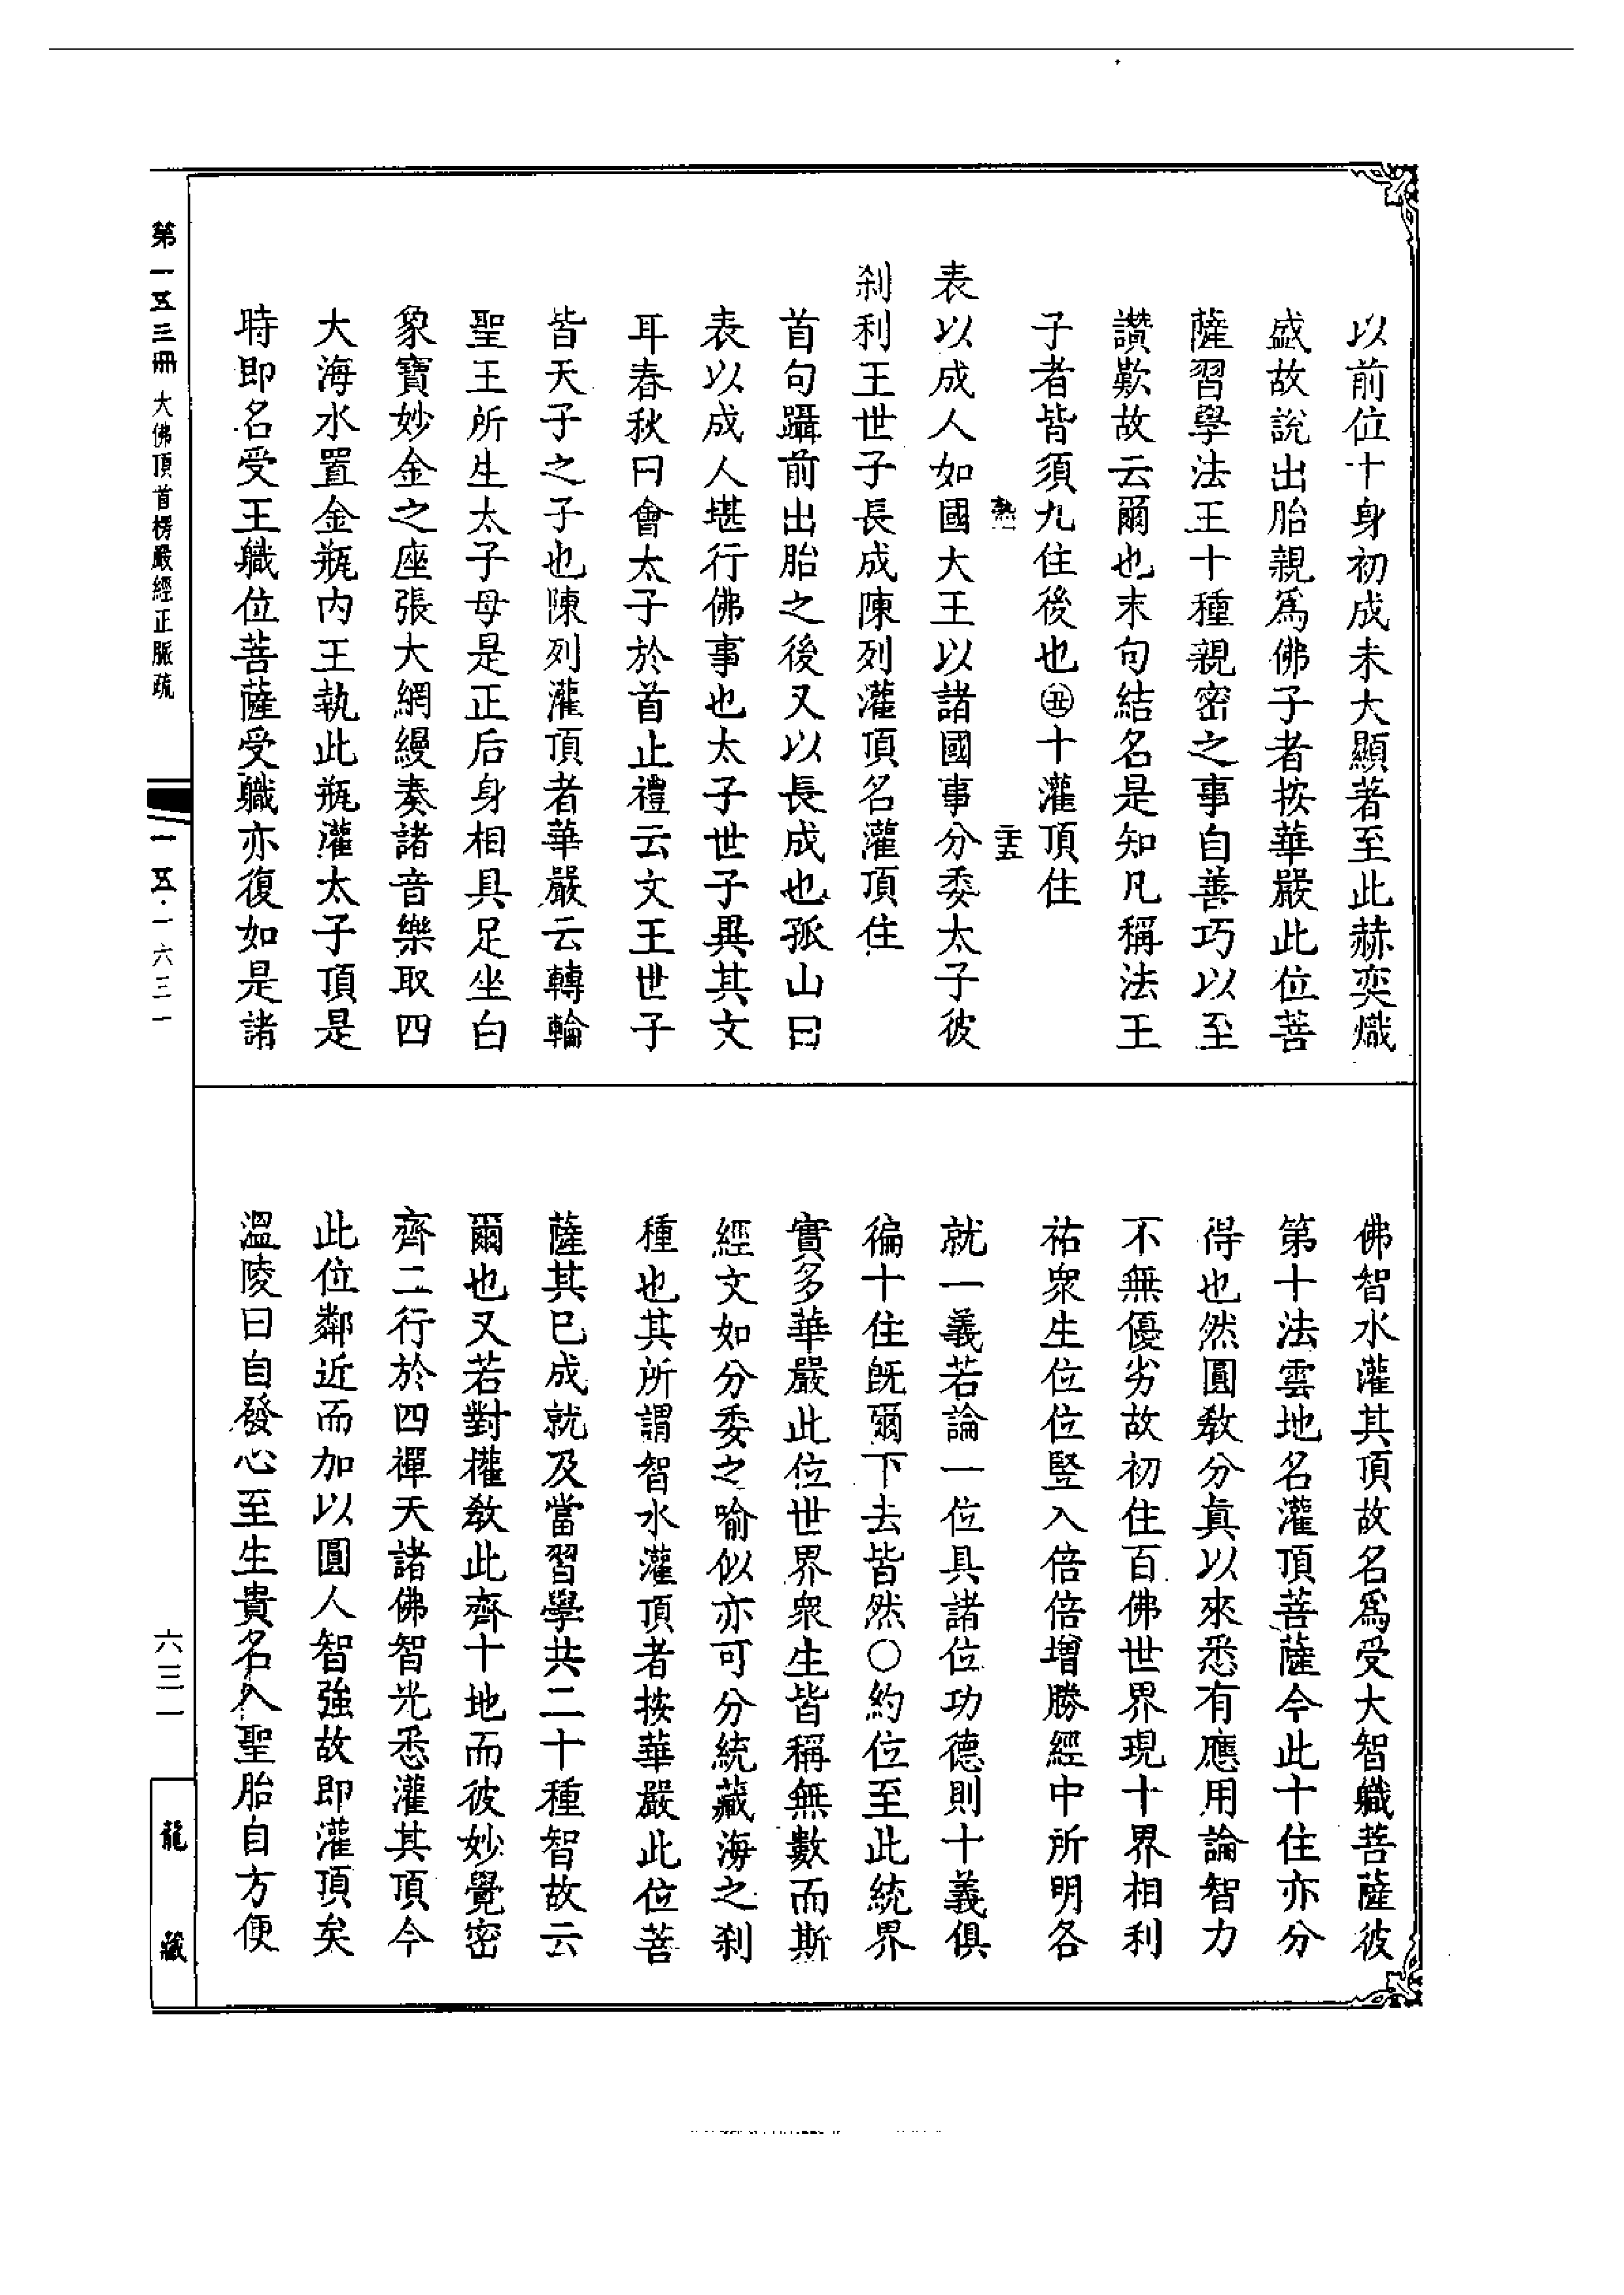 以前位十身初成未大顯著至此赫奕熾
盛故說出胎親爲佛子者按華嚴此位菩
薩習學法王十種親密之事自善巧以至
讚歎故云爾也末句結名是知凡稱法王
子者皆須九住後也㊄十灌頂住
表以成人如國大王以諸國事分委太子彼
刹利王世子長成陳列灌頂名灌頂住
首句躡前出胎之後又以長成也孤山曰
表以成人堪行佛事也太子世子異其文
耳春秋曰會太子於首止禮云文王世子
皆天子之子也陳列灌頂者華嚴云轉輪
聖王所生太子母是正后身相具足坐白
象寶妙金之座張大網縵奏諸音樂取四
大海水置金瓶內王執此瓶灌太子頂是
時即名受王職位菩薩受職亦復如是諸
佛智水灌其頂故名爲受大智職菩薩彼
第十法雲地名灌頂菩薩今此十住亦分
得也然圓敎分眞以來悉有應用論智力
不無優劣故初住百佛世界現十界相利
祐衆生位位竪入倍倍增勝經中所明各
就一義若論一位具諸位功德則十義俱
徧十住旣爾下去皆然○約位至此統界
實多華嚴此位世界衆生皆稱無數而斯
經文如分委之喻似亦可分統藏海之刹
種也其所謂智水灌頂者按華嚴此位菩
薩其已成就及當習學共二十種智故云
爾也又若對權敎此齊十地而彼妙覺密
齊二行於四禪天諸佛智光悉灌其頂今
此位鄰近而加以圓人智強故即灌頂矣
溫陵曰自發心至生貴名入聖胎自方便
第一五三冊 大佛頂首楞嚴經正脈疏
一五·一六三一
六三一
龍藏